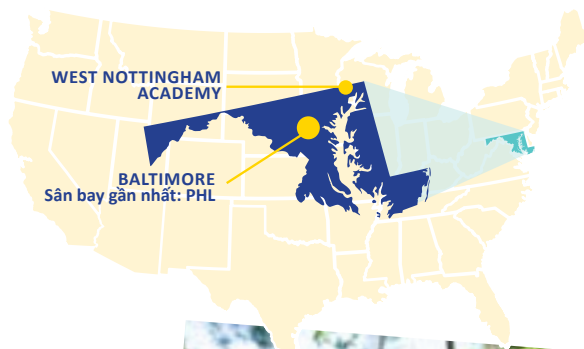 WEST NOTTINGHAM
ACADEMY
BALTIMORE
Sân bay gần nhất: PHL